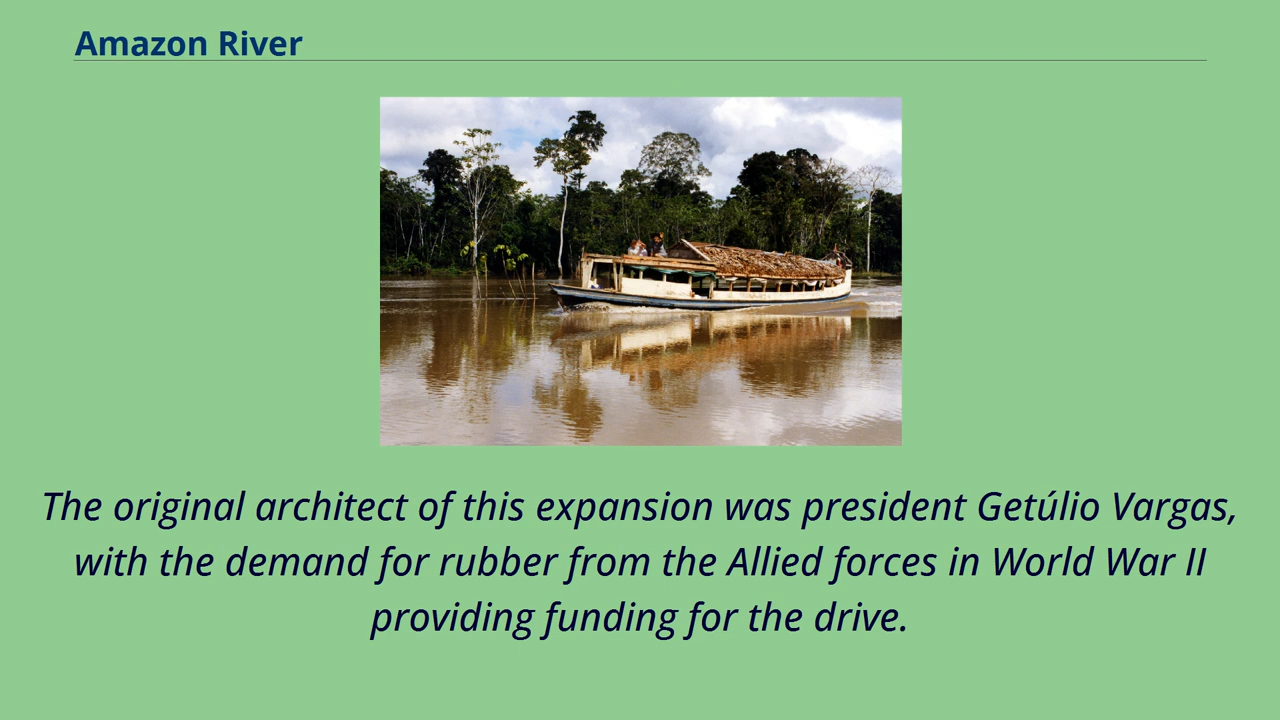 Amazon River
The original architect of this expansion was president Getúlio Vargas,
with the demand for rubber from the Allied forces in World War II
providing funding for the drive.